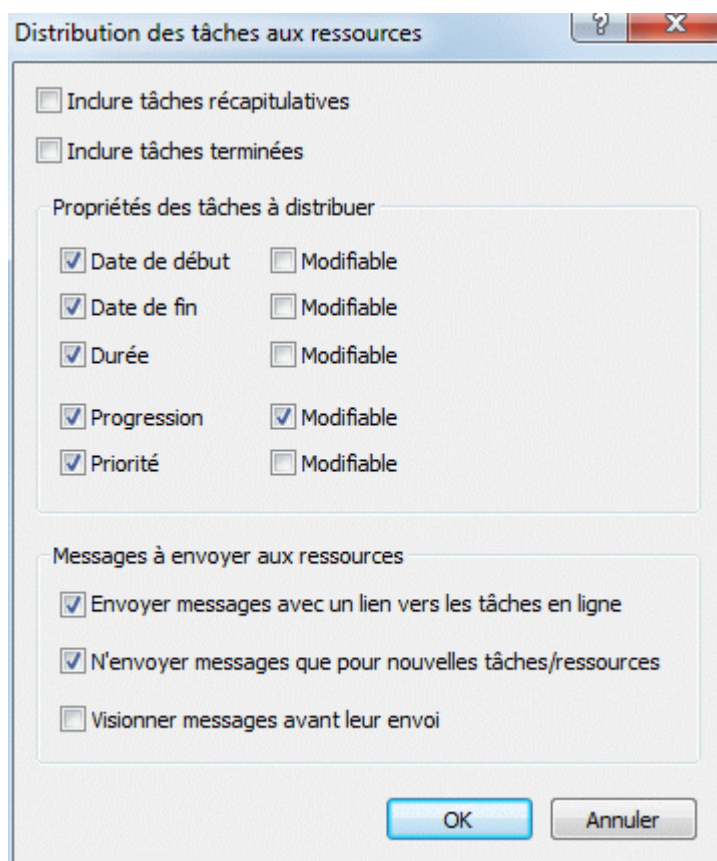 Distribution des tâches aux ressources
?
X
Inclure tâches récapitulatives
Inclure tâches terminées
Propriétés des tâches à distribuer
Date de début Modifiable
Date de fin Modifiable
Durée Modifiable
Progression Modifiable
Priorité Modifiable
Messages à envoyer aux ressources
Envoyer messages avec un lien vers les tâches en ligne
N'envoyer messages que pour nouvelles tâches/ressources
Visionner messages avant leur envoi
OK Annuler